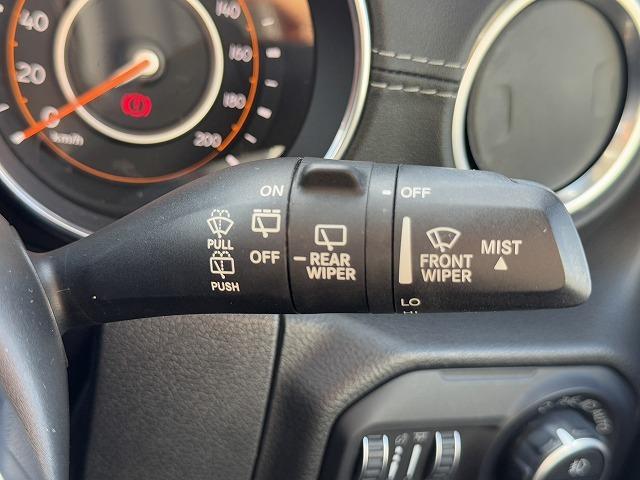 40
20
0
km/h
140
160
180
200
ON
OFF
PULL
OFF
PUSH
REAR
WIPER
FRONT
WIPER
MIST
LO
HI